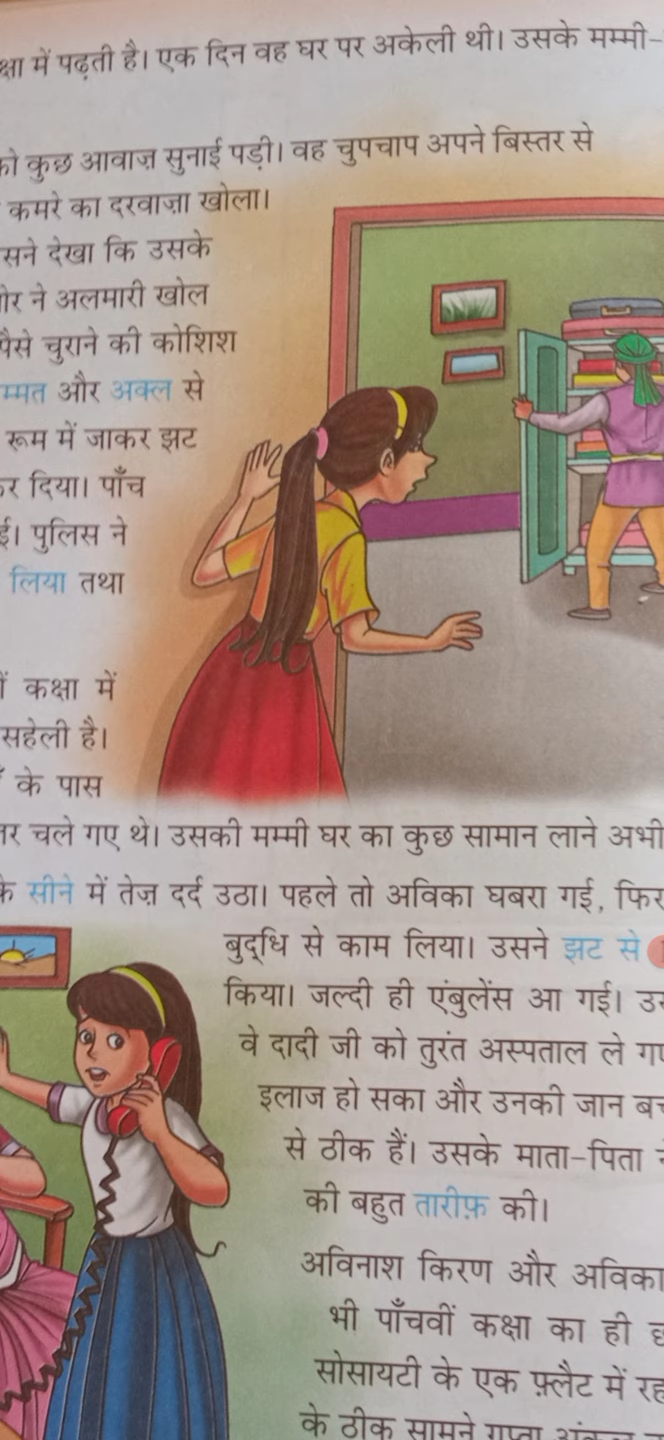 में पढ़ती है। एक दिन वह घर पर अकेली थी। उसके मम्मी-
कुछ आवाज़ सुनाई पड़ी। वह चुपचाप अपने बिस्तर से
कमरे का दरवाज़ा खोला।
देखा कि उसके
ने अलमारी खोल
पैसे चुराने की कोशिश
और अक्ल से
रूम में जाकर झट
दिया। पाँच
पुलिस ने
लिया तथा
कक्षा में
सहेली है।
के पास
चले गए थे। उसकी मम्मी घर का कुछ सामान लाने अभी
के सीने में तेज़ दर्द उठा। पहले तो अविका घबरा गई, फिर
बुद्धि से काम लिया। उसने झट से
किया। जल्दी ही एंबुलेंस आ गई।
वे दादी जी को तुरंत अस्पताल ले
इलाज हो सका और उनकी जान
से ठीक हैं। उसके माता-पिता
की बहुत तारीफ़ की।
अविनाश किरण और अविका
भी पाँचवीं कक्षा का ही
सोसायटी के एक फ़्लैट में
के ठीक सामने गुप्ता